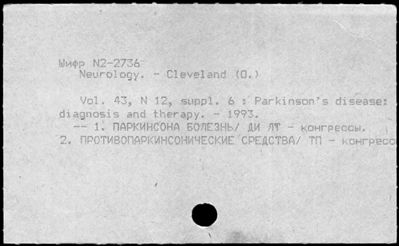 Шифр N2-2736
Neurology. - Cleveland (O.)
Vol. 43, N 12, suppl. 6 : Parkinson's disease:
diagnosis and therapy. - 1993.
-- 1. ПАРКИНСОНА БОЛЕЗНЬ/ ДИ ЛТ - конгрессы.
2. ПРОТИВОПАРКИНСОНИЧЕСКИЕ СРЕДСТВА/ ТП - конгресс